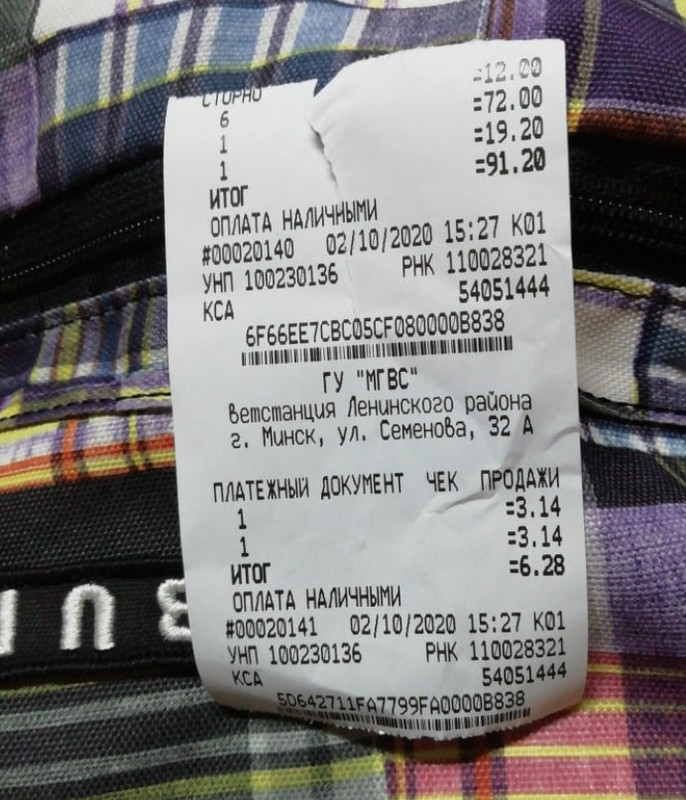 СТОРНО
6 =12.00
1 =72.00
1 =19.20
ИТОГ =91.20
ОПЛАТА НАЛИЧНЫМИ
#00020140 02/10/2020 15:27 К01
УНП 100230136 РНК 110028321
КСА 54051444
6F66EE7CBC05CF080000B838
ГУ "МГВС"
Ветстанция Ленинского района
г. Минск, ул. Семенова, 32 А
ПЛАТЕЖНЫЙ ДОКУМЕНТ ЧЕК ПРОДАЖИ
1 =3.14
1 =3.14
ИТОГ =6.28
ОПЛАТА НАЛИЧНЫМИ
#00020141 02/10/2020 15:27 К01
УНП 100230136 РНК 110028321
КСА 54051444
5D642711FA7799FA0000B838